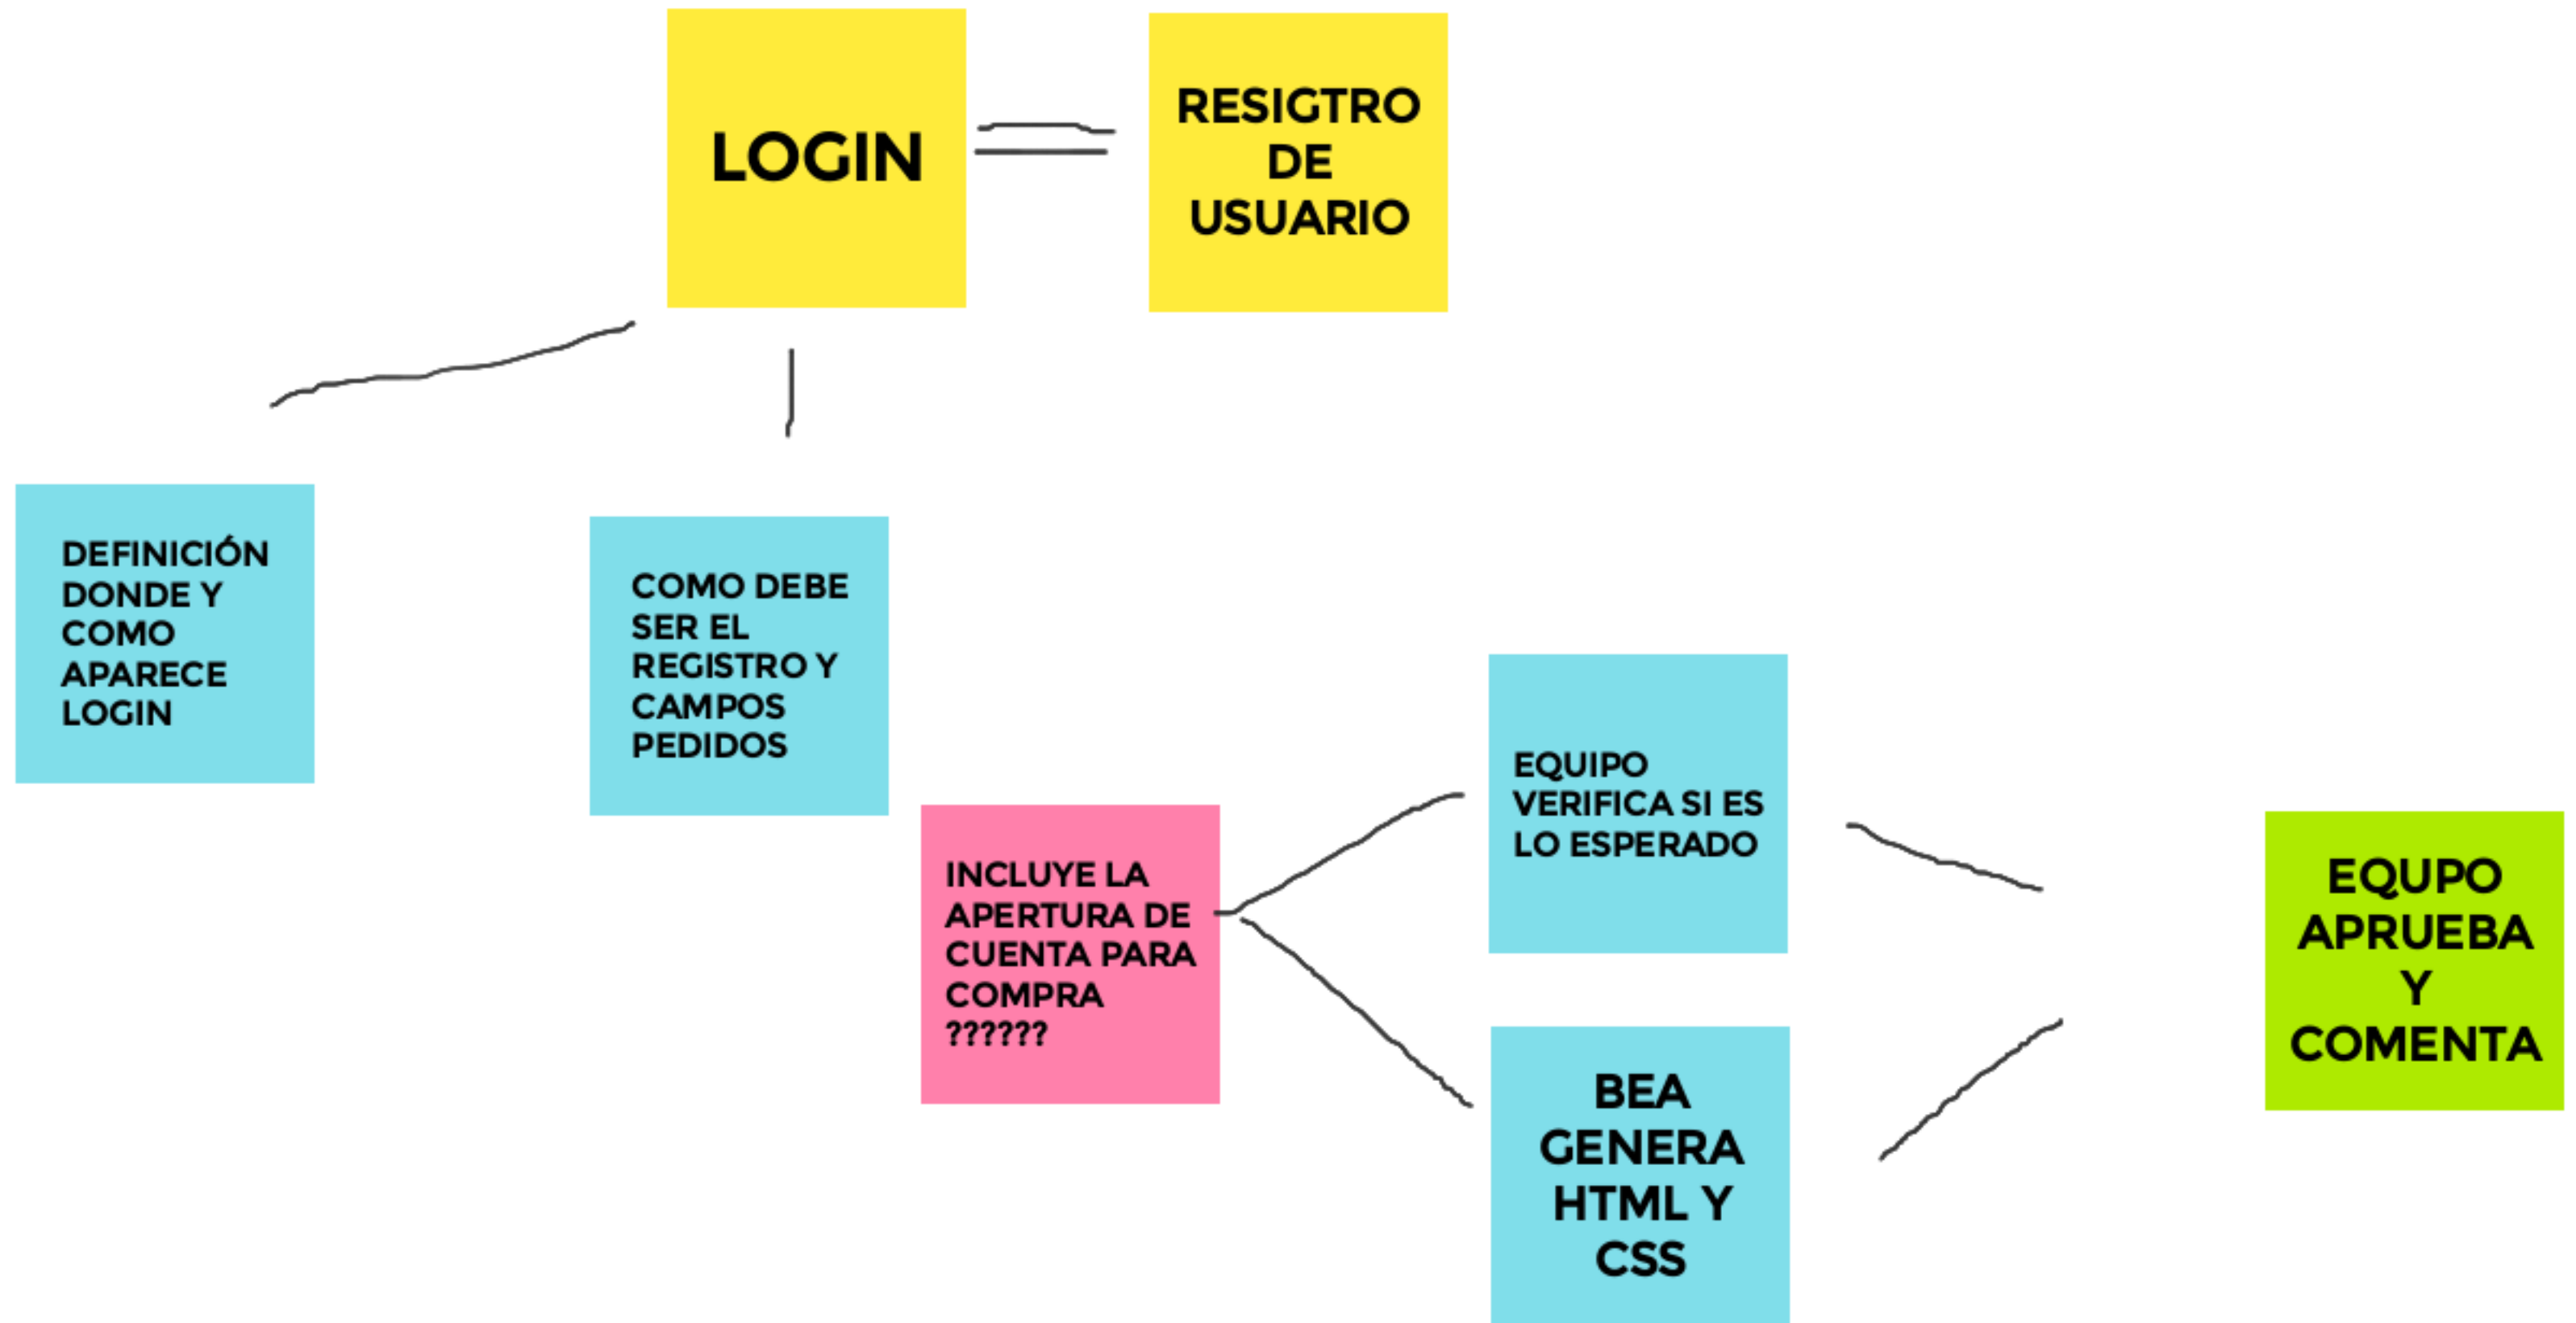 LOGIN
RESIGTRO
DE
USUARIO
DEFINICIÓN
DONDE Y
COMO
APARECE
LOGIN
COMO DEBE
SER EL
REGISTRO Y
CAMPOS
PEDIDOS
INCLUYE LA
APERTURA DE
CUENTA PARA
COMPRA
??????
EQUIPO
VERIFICA SI ES
LO ESPERADO
BEA
GENERA
HTML Y
CSS
EQUPO
APRUEBA
Y
COMENTA